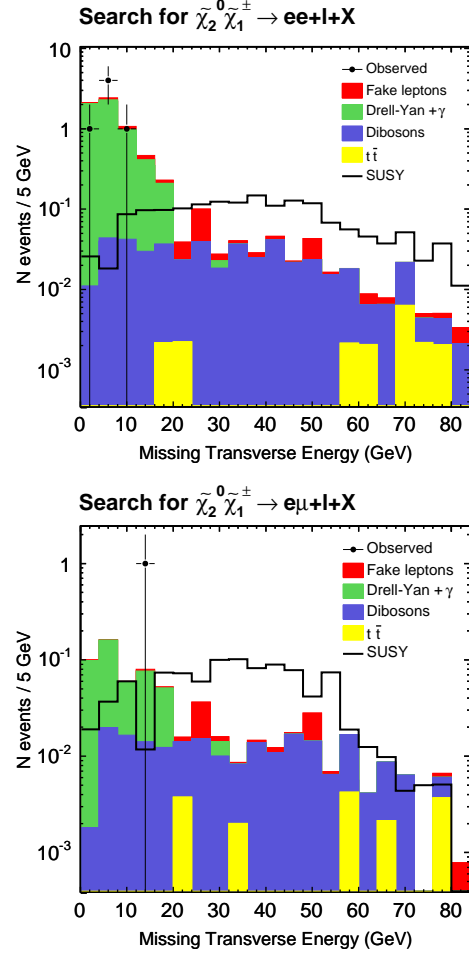 Search for χ̃₂⁰ χ̃₁± → ee+l+X
N events / 5 GeV
10
1
10⁻¹
10⁻²
10⁻³
Observed
Fake leptons
Drell-Yan + γ
Dibosons
t t̄
SUSY
0 10 20 30 40 50 60 70 80
Missing Transverse Energy (GeV)
Search for χ̃₂⁰ χ̃₁± → eμ+l+X
N events / 5 GeV
1
10⁻¹
10⁻²
10⁻³
Observed
Fake leptons
Drell-Yan + γ
Dibosons
t t̄
SUSY
0 10 20 30 40 50 60 70 80
Missing Transverse Energy (GeV)